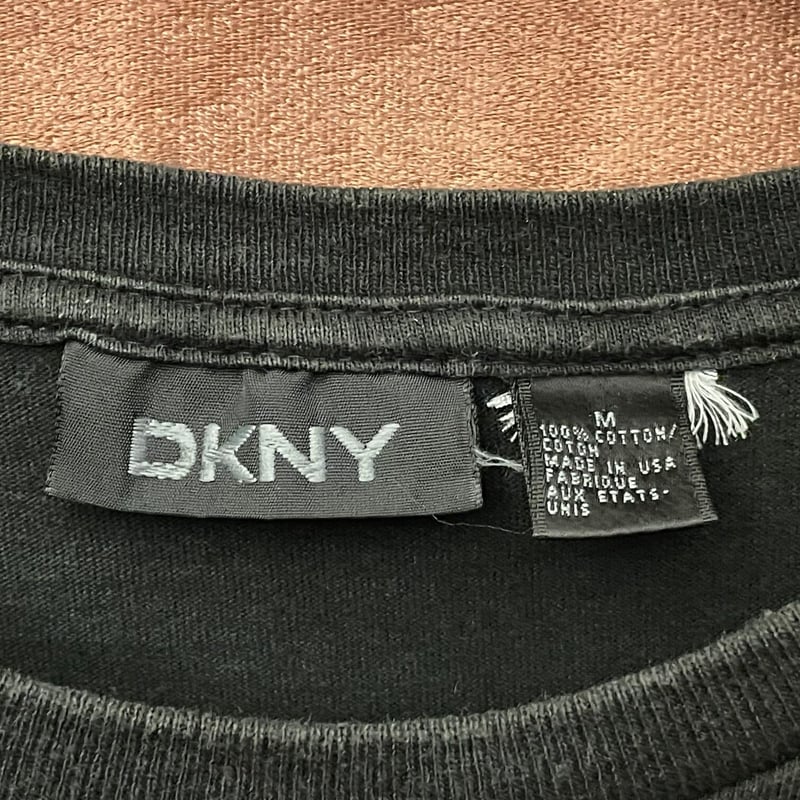 DKNY
M
100% COTTON/
COTON
MADE IN USA
FABRIQUE
AUX ETATS-
UNIS